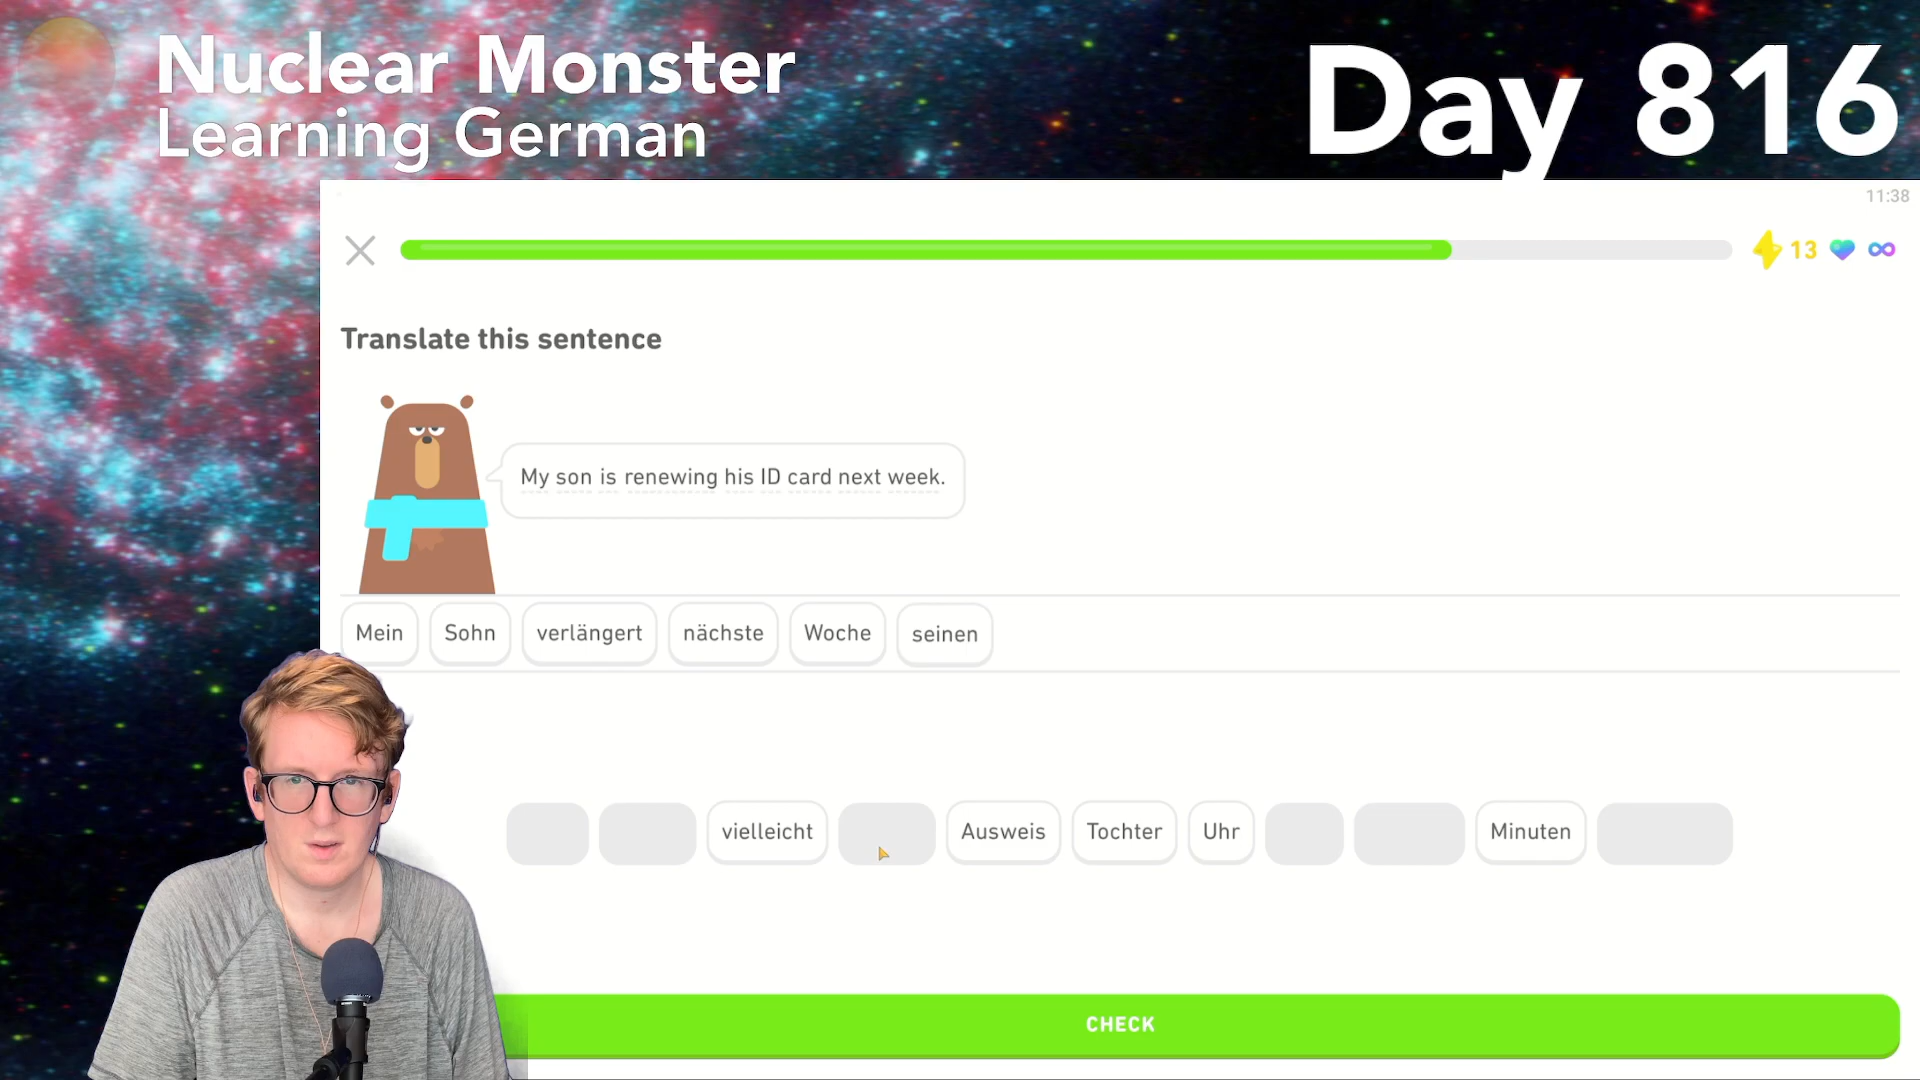 Nuclear Monster
Learning German
Day 816
11:38
13
Translate this sentence
My son is renewing his ID card next week.
Mein Sohn verlängert nächste Woche seinen
vielleicht Ausweis Tochter Uhr Minuten
CHECK